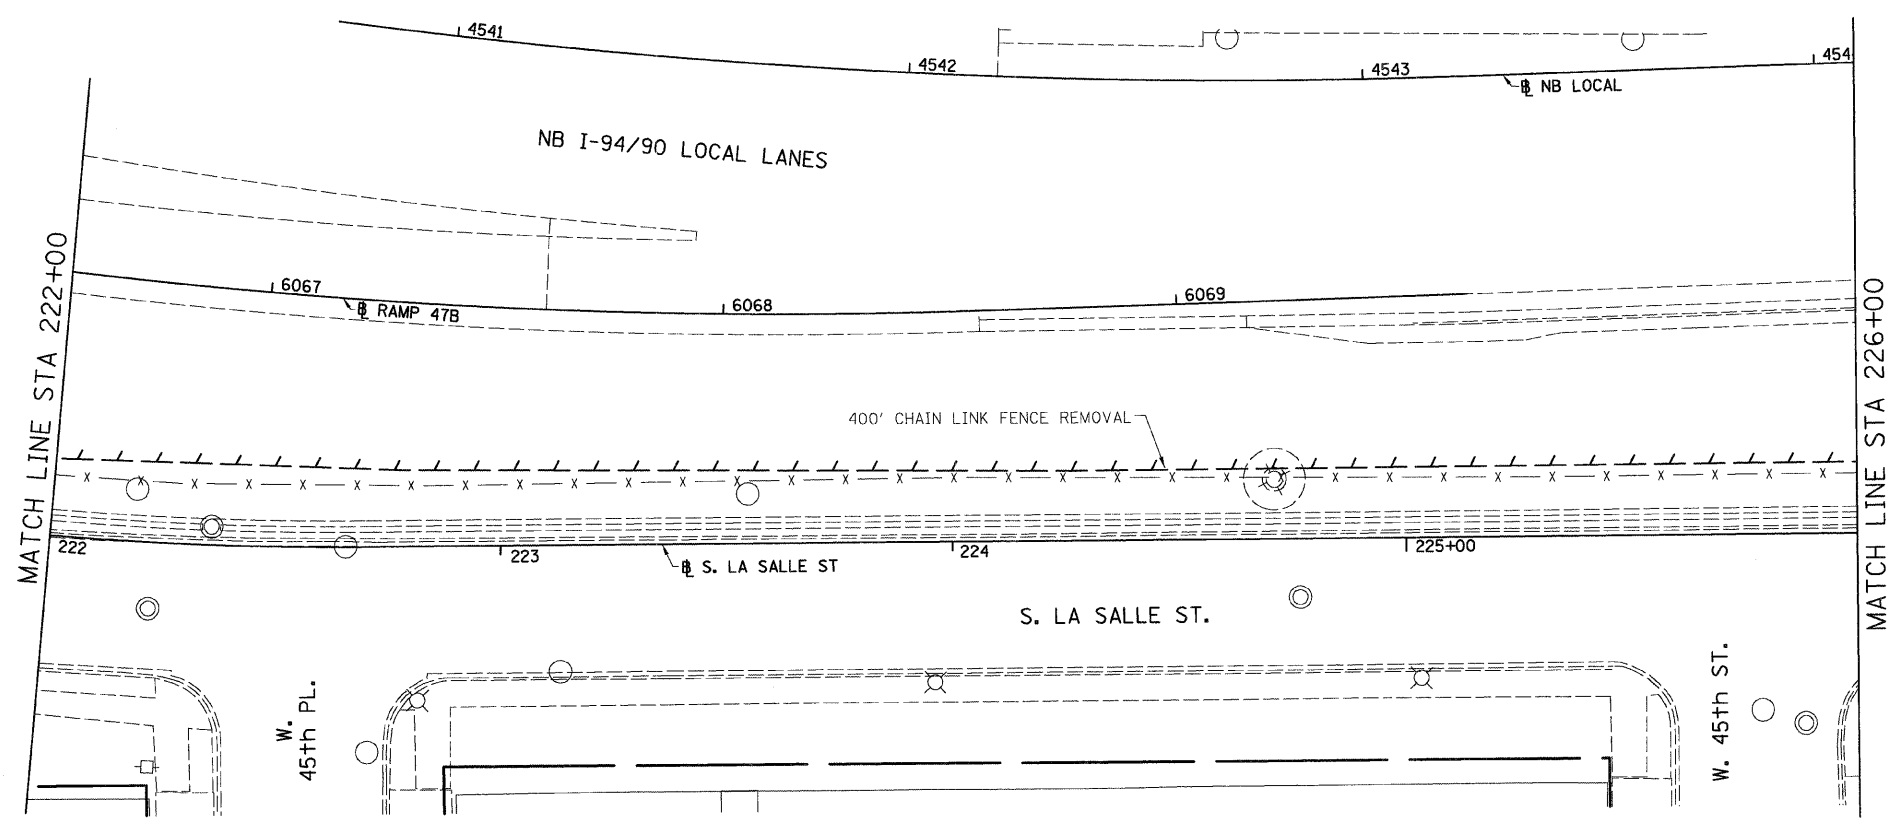 4541
4542
4543
454
℄ NB LOCAL
NB I-94/90 LOCAL LANES
MATCH LINE STA 222+00
6067
6068
6069
℄ RAMP 47B
MATCH LINE STA 226+00
400' CHAIN LINK FENCE REMOVAL
222
223
224
225+00
℄ S. LA SALLE ST
S. LA SALLE ST.
W.
45th PL.
W. 45th ST.